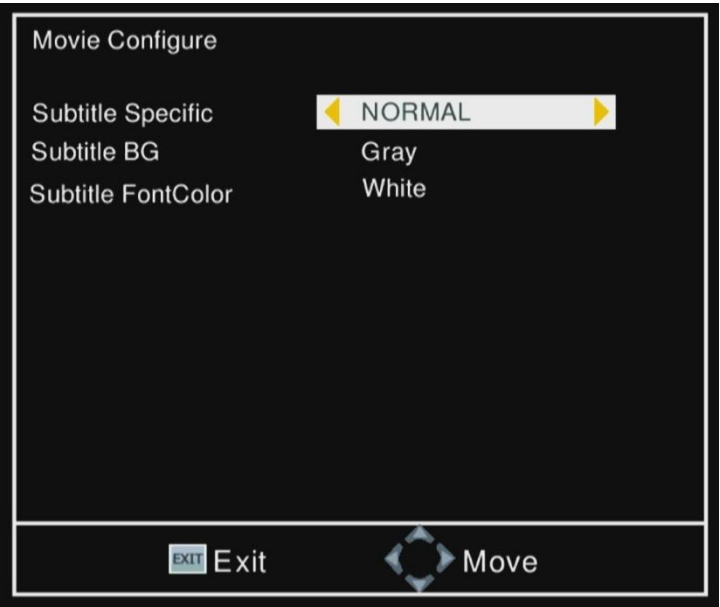 Movie Configure
Subtitle Specific NORMAL
Subtitle BG Gray
Subtitle FontColor White
EXIT Exit Move